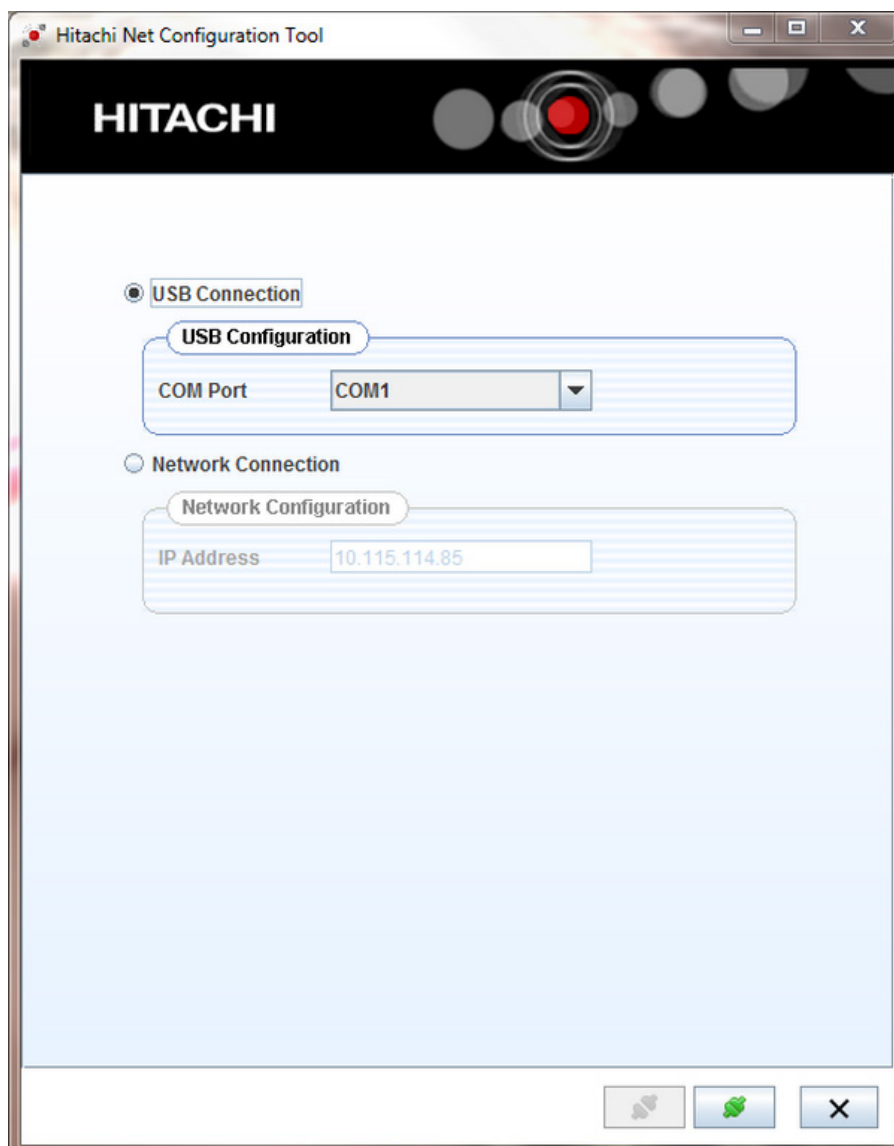 Hitachi Net Configuration Tool
HITACHI
USB Connection
USB Configuration
COM Port COM1
Network Connection
Network Configuration
IP Address 10.115.114.85